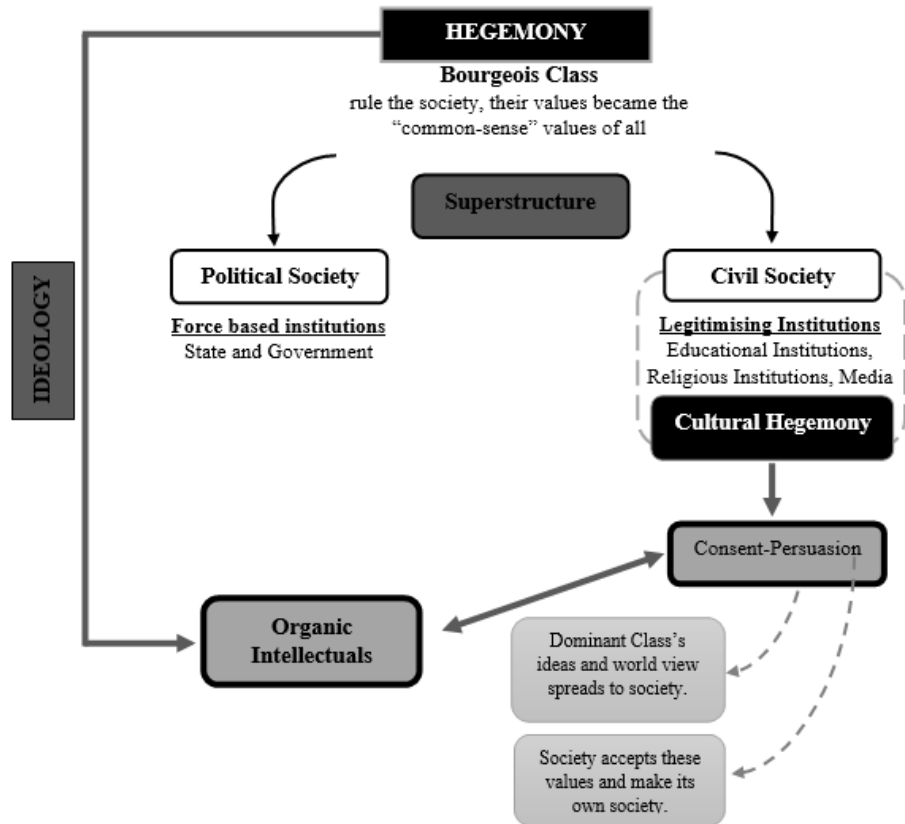 HEGEMONY
Bourgeois Class
rule the society, their values became the
“common-sense” values of all
Superstructure
IDEOLOGY
Political Society
Force based institutions
State and Government
Civil Society
Legitimising Institutions
Educational Institutions,
Religious Institutions, Media
Cultural Hegemony
Consent-Persuasion
Organic
Intellectuals
Dominant Class’s
ideas and world view
spreads to society.
Society accepts these
values and make its
own society.